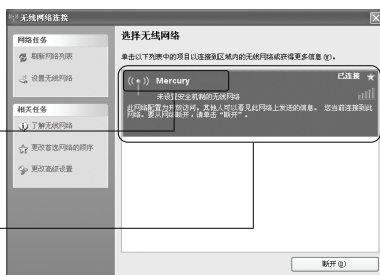 无线网络连接
网络任务
刷新网络列表
设置无线网络
相关任务
了解无线网络
更改首选网络的顺序
更改高级设置
选择无线网络
单击以下列表中的项目以连接到区域内的无线网络或获得更多信息(W)。
Mercury
已连接
未设置安全机制的无线网络
此网络配置为开放访问。其他人可以看见此网络上发送的信息。 您当前连接到此
网络。要从网络断开，请单击“断开”。
断开(D)